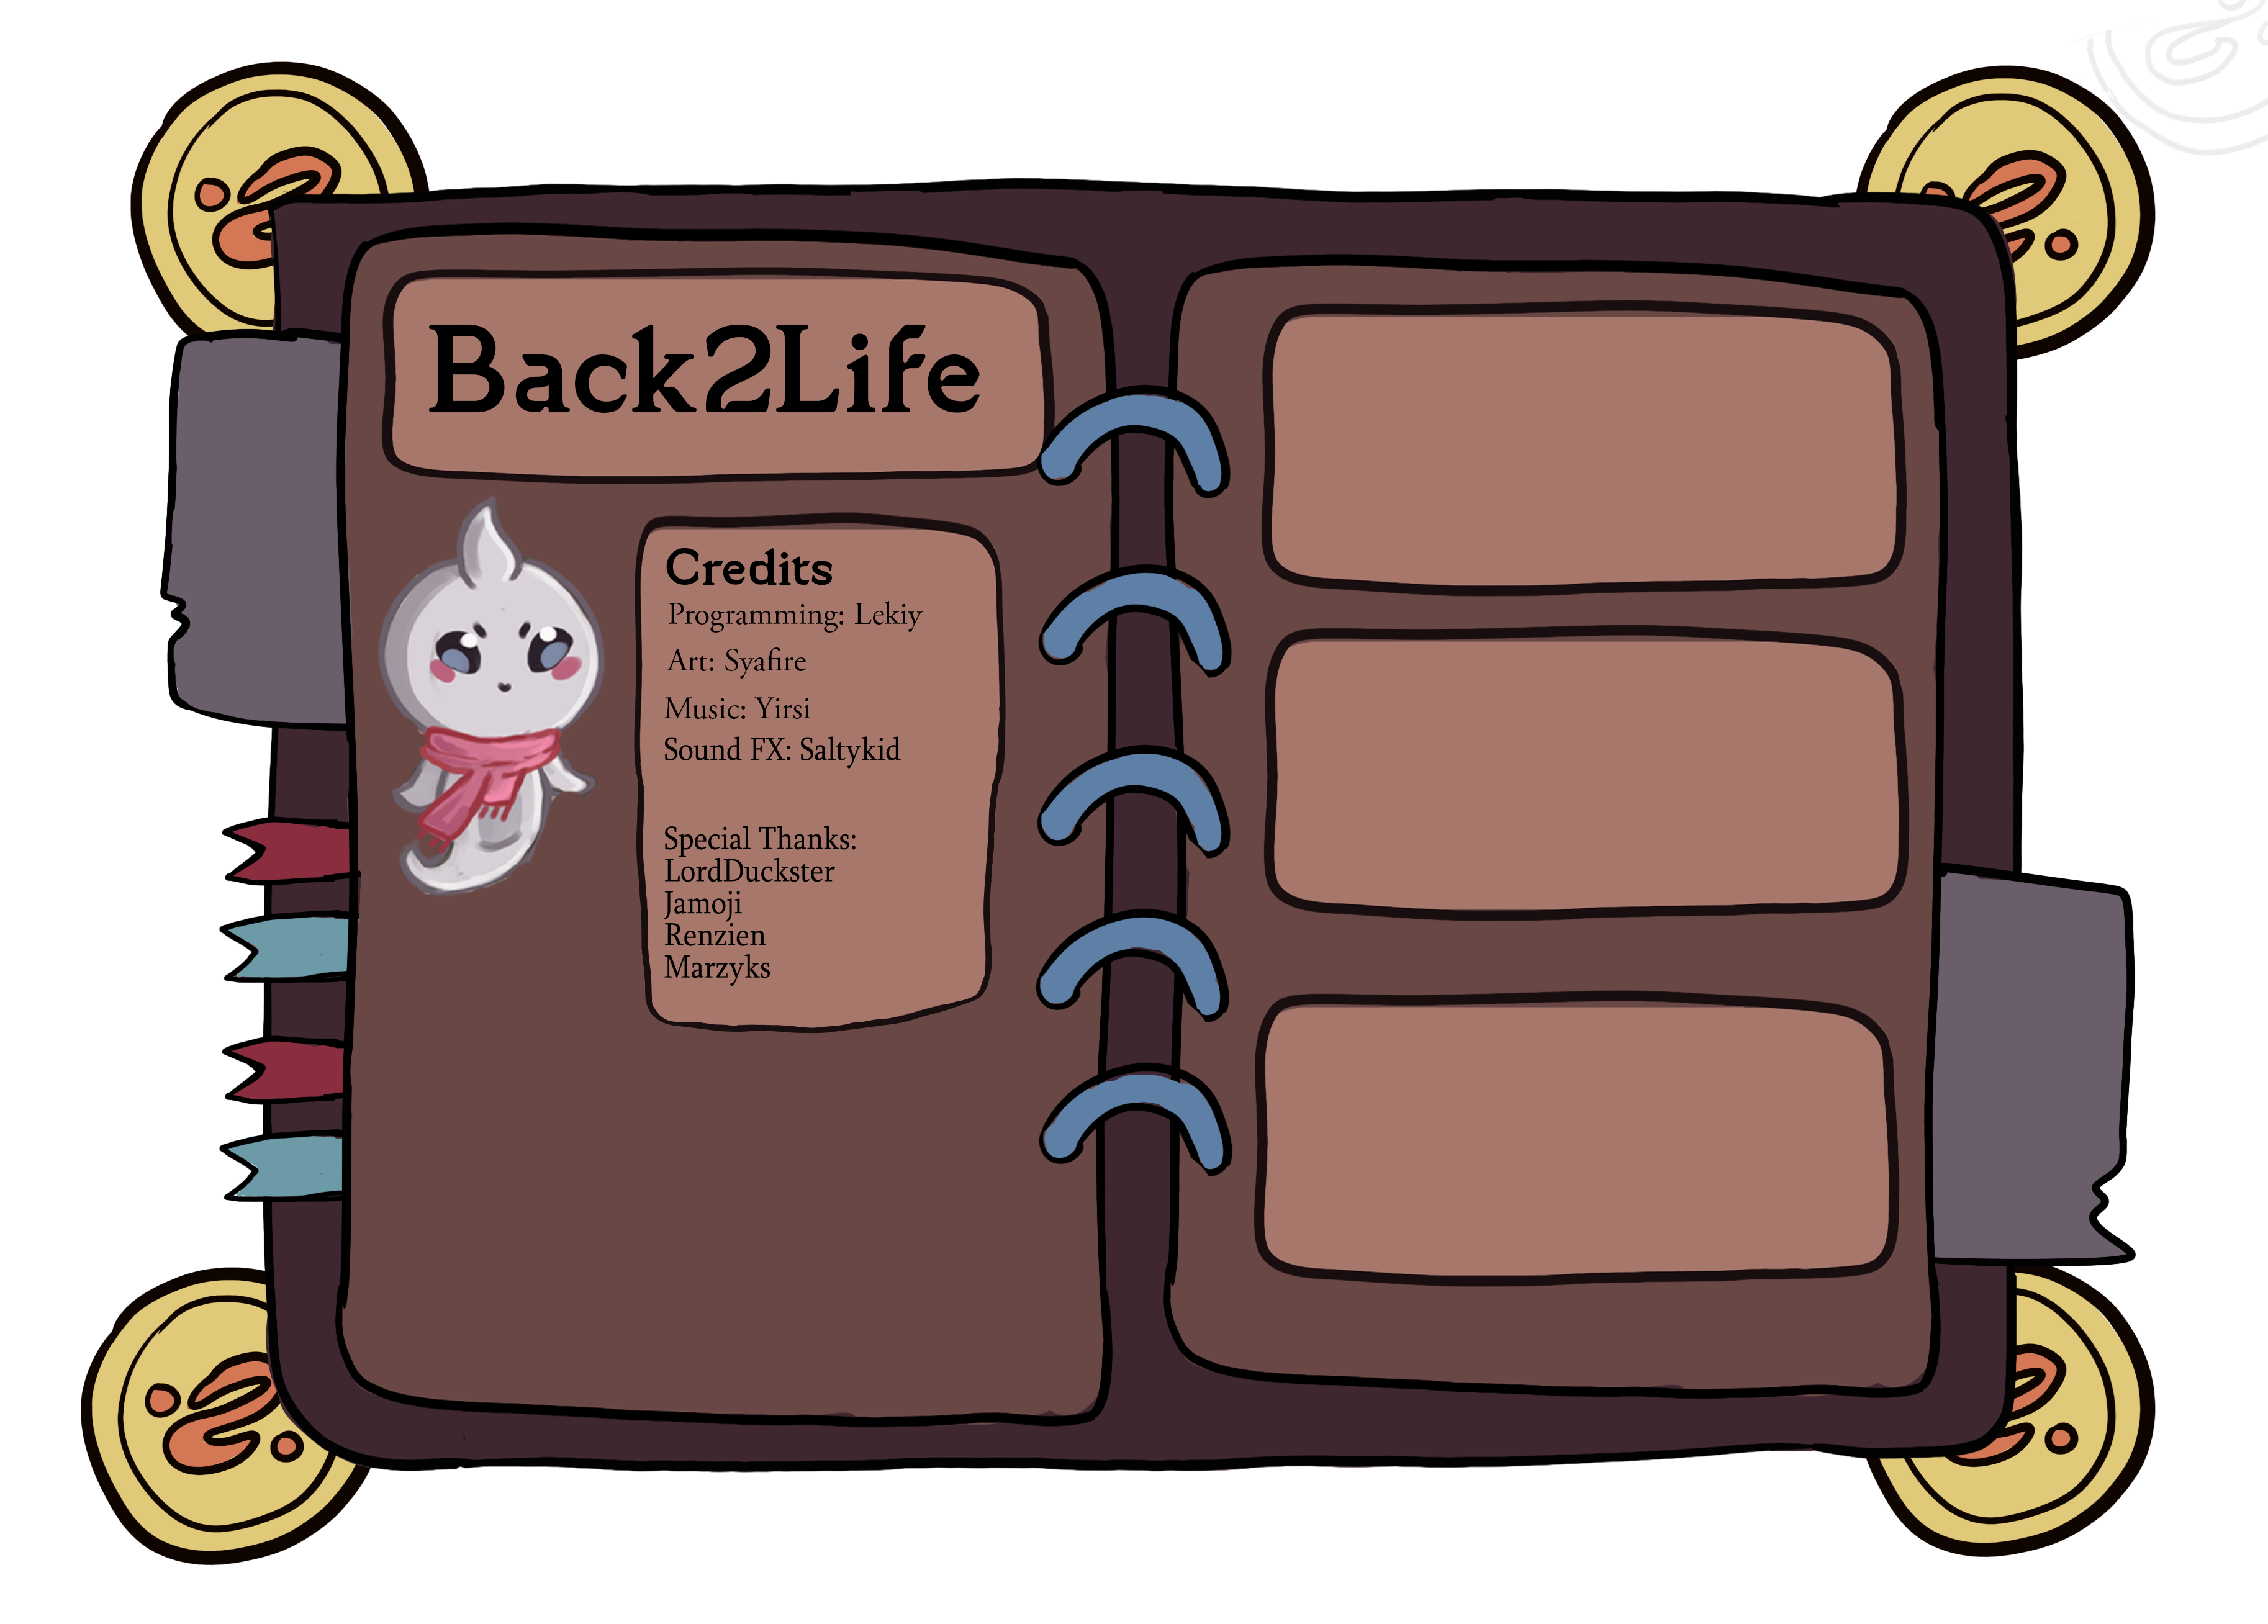 Back2Life
Credits
Programming: Lekiy
Art: Syafire
Music: Yirsi
Sound FX: Saltykid
Special Thanks:
LordDuckster
Jamoji
Renzien
Marzyks